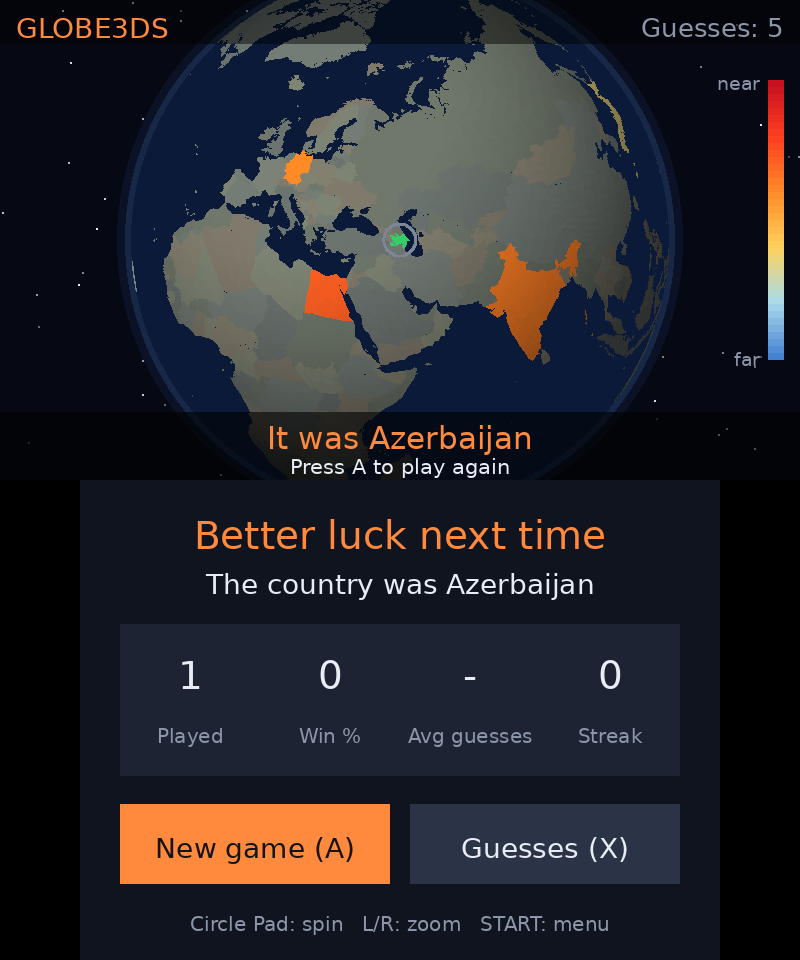 GLOBE3DS
Guesses: 5
near
far
It was Azerbaijan
Press A to play again
Better luck next time
The country was Azerbaijan
1 0 - 0
Played Win % Avg guesses Streak
New game (A) Guesses (X)
Circle Pad: spin L/R: zoom START: menu